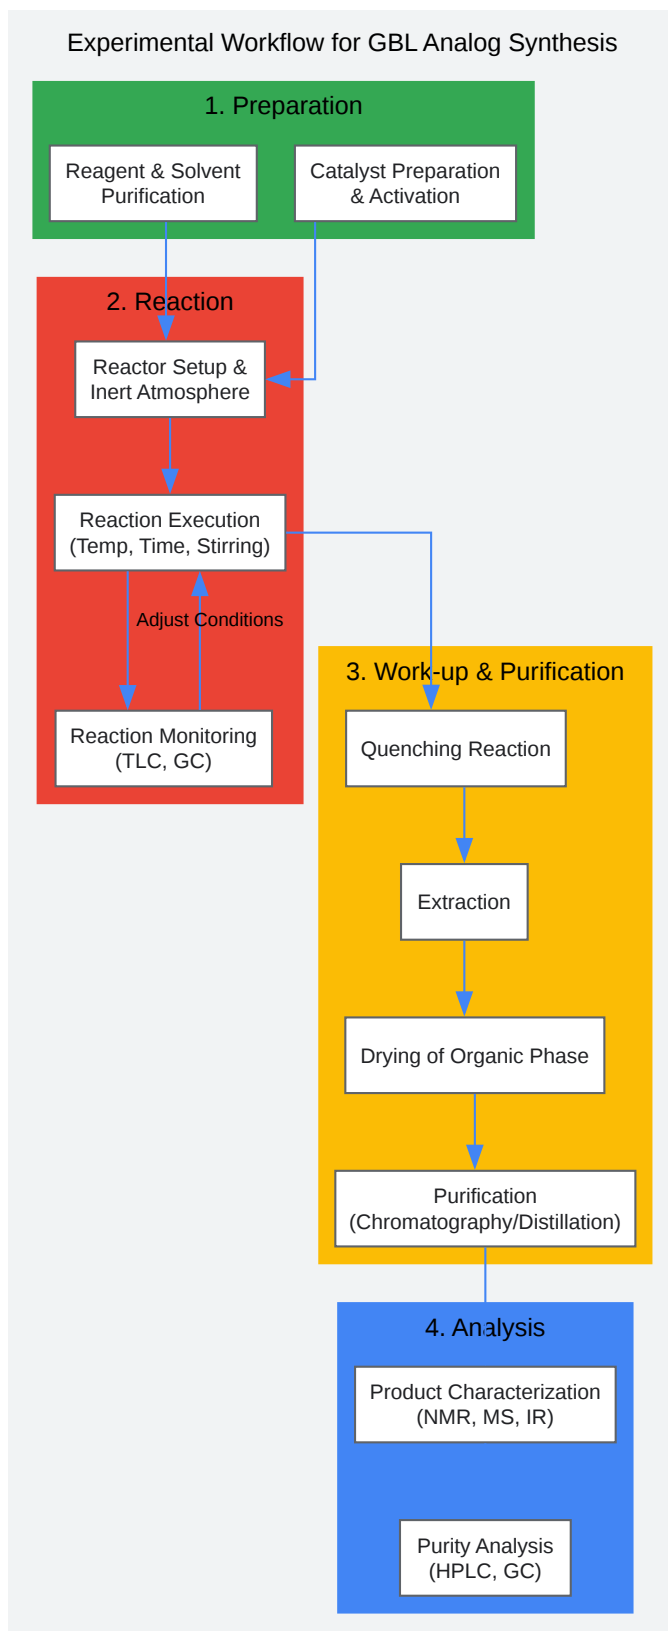 Experimental Workflow for GBL Analog Synthesis
1. Preparation
Reagent & Solvent
Purification
Catalyst Preparation
& Activation
2. Reaction
Reactor Setup &
Inert Atmosphere
Reaction Execution
(Temp, Time, Stirring)
Adjust Conditions
Reaction Monitoring
(TLC, GC)
3. Work-up & Purification
Quenching Reaction
Extraction
Drying of Organic Phase
Purification
(Chromatography/Distillation)
4. Analysis
Product Characterization
(NMR, MS, IR)
Purity Analysis
(HPLC, GC)